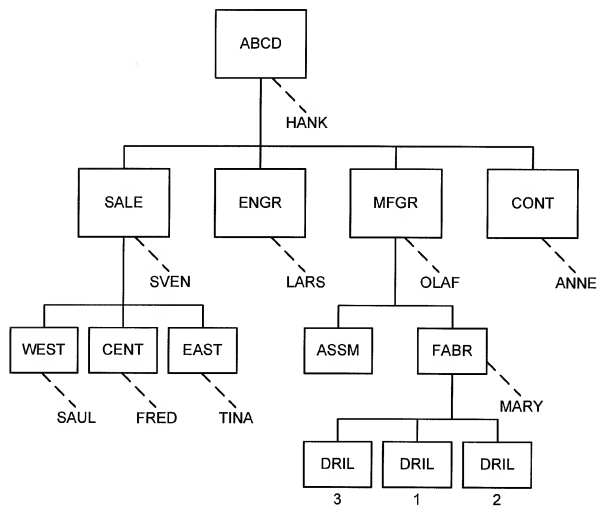 ABCD
HANK
SALE ENGR MFGR CONT
SVEN LARS OLAF ANNE
WEST CENT EAST ASSM FABR
SAUL FRED TINA MARY
DRIL DRIL DRIL
3 1 2